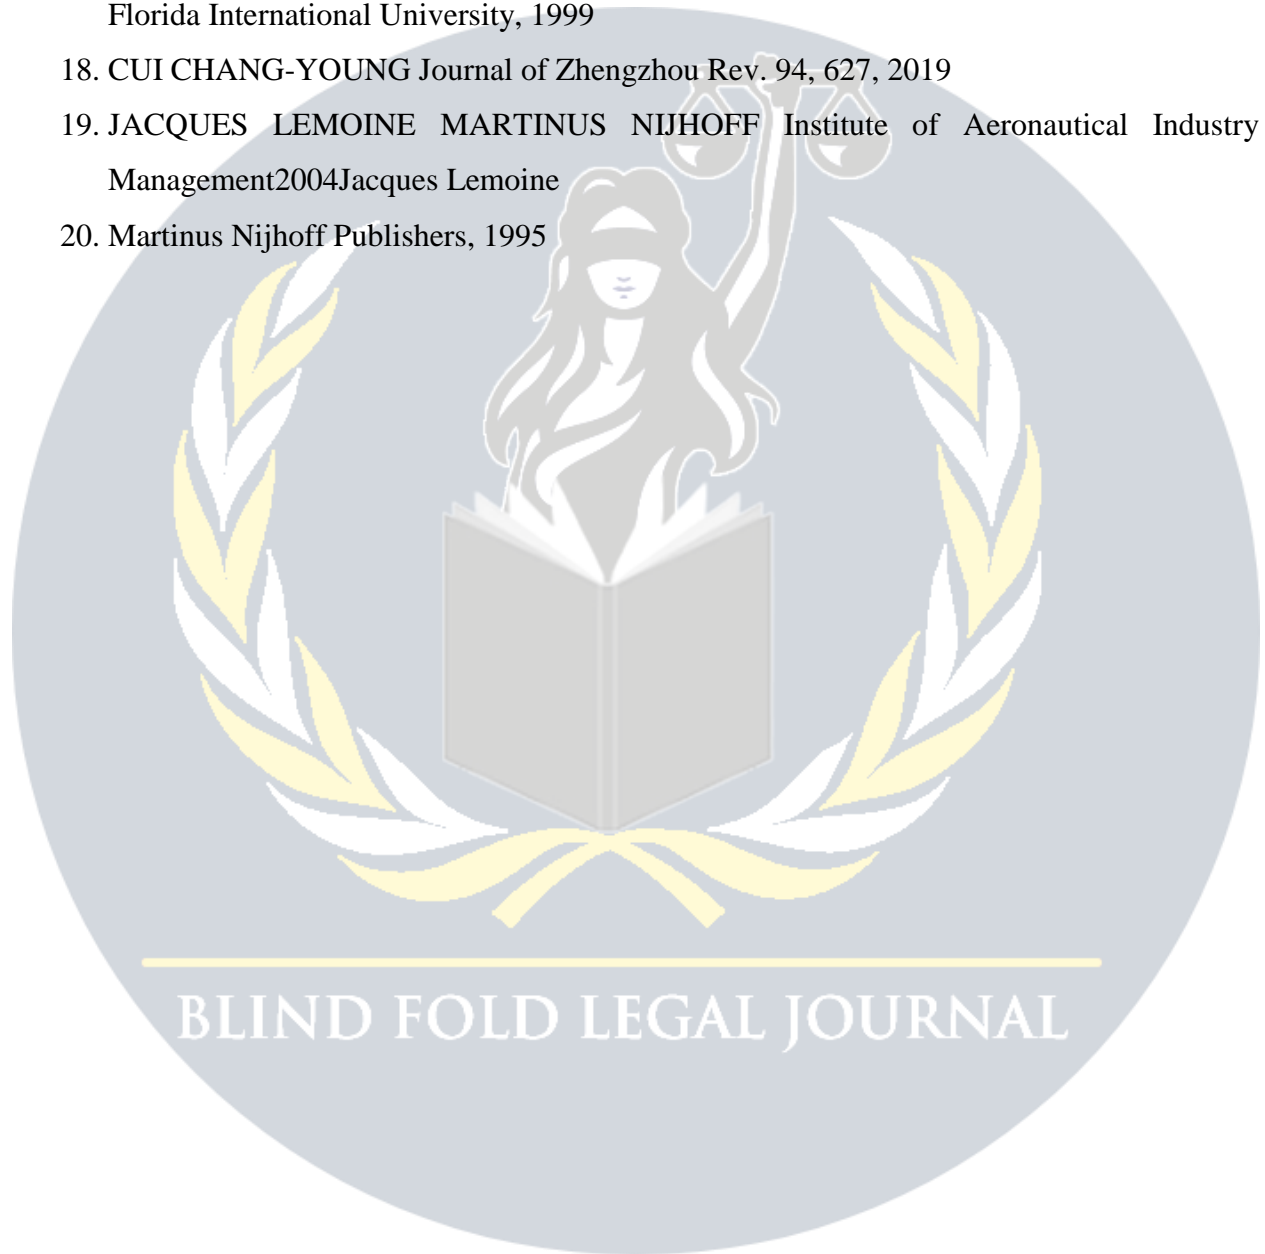 Florida International University, 1999
18. CUI CHANG-YOUNG Journal of Zhengzhou Rev. 94, 627, 2019
19. JACQUES LEMOINE MARTINUS NIJHOFF Institute of Aeronautical Industry
Management2004Jacques Lemoine
20. Martinus Nijhoff Publishers, 1995
BLIND FOLD LEGAL JOURNAL